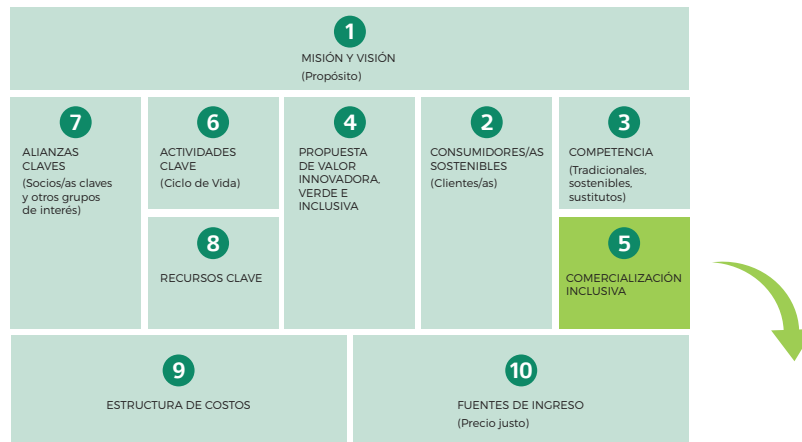 1
MISIÓN Y VISIÓN
(Propósito)
7
ALIANZAS
CLAVES
(Socios/as claves
y otros grupos
de interés)
6
ACTIVIDADES
CLAVE
(Ciclo de Vida)
8
RECURSOS CLAVE
4
PROPUESTA
DE VALOR
INNOVADORA,
VERDE E
INCLUSIVA
2
CONSUMIDORES/AS
SOSTENIBLES
(Clientes/as)
3
COMPETENCIA
(Tradicionales,
sostenibles,
sustitutos)
5
COMERCIALIZACIÓN
INCLUSIVA
9
ESTRUCTURA DE COSTOS
10
FUENTES DE INGRESO
(Precio justo)